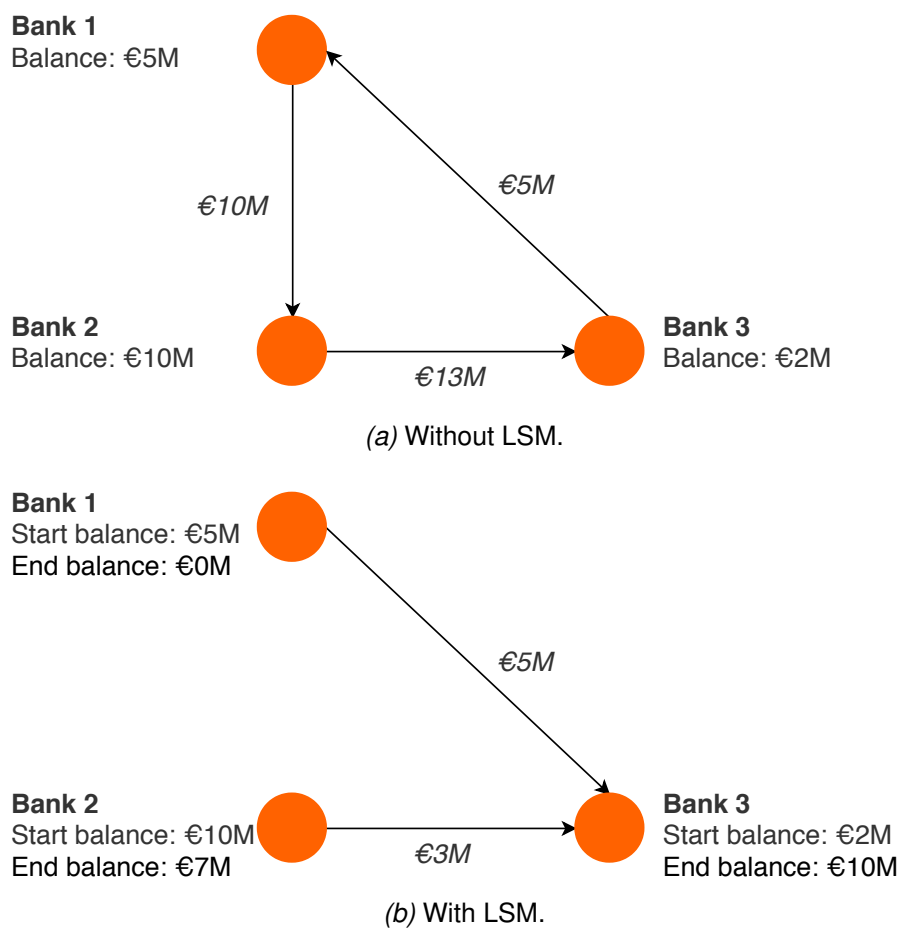 Bank 1
Balance: €5M
€5M
€10M
Bank 2
Balance: €10M
Bank 3
Balance: €2M
€13M
(a) Without LSM.
Bank 1
Start balance: €5M
End balance: €0M
€5M
Bank 2
Start balance: €10M
End balance: €7M
Bank 3
Start balance: €2M
End balance: €10M
€3M
(b) With LSM.